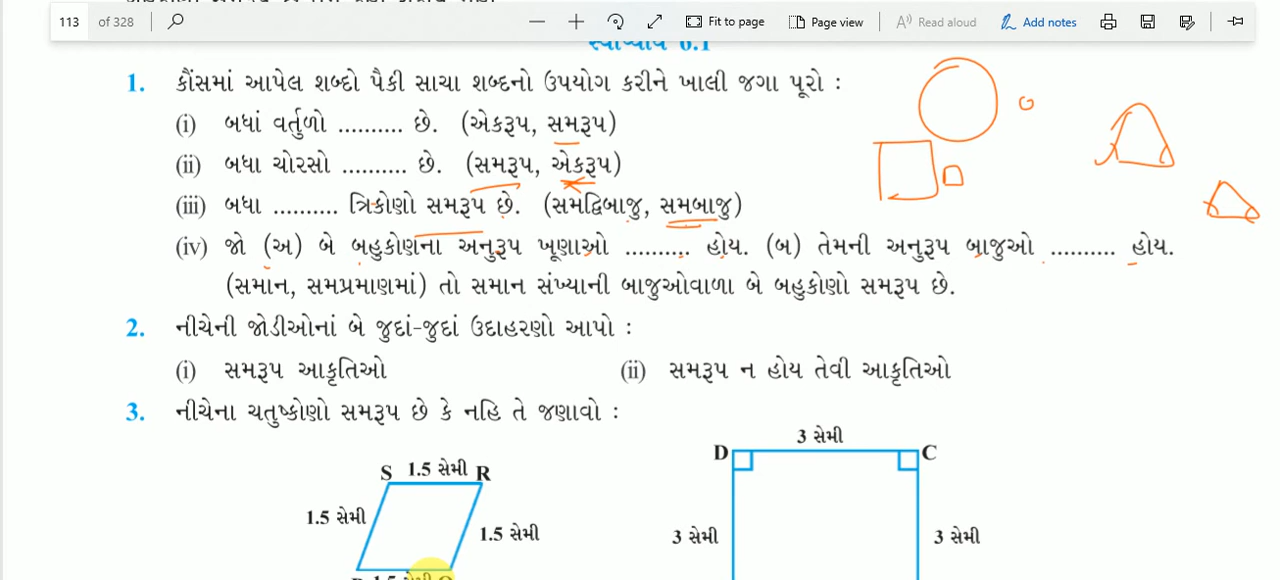 113 of 328 Fit to page Page view Read aloud Add notes
સ્વાધ્યાય 6.1
1. કૌંસમાં આપેલ શબ્દો પૈકી સાચા શબ્દનો ઉપયોગ કરીને ખાલી જગા પૂરો :
(i) બધાં વર્તુળો .......... છે. (એકરૂપ, સમરૂપ)
(ii) બધા ચોરસો .......... છે. (સમરૂપ, એકરૂપ)
(iii) બધા .......... ત્રિકોણો સમરૂપ છે. (સમદ્વિબાજુ, સમબાજુ)
(iv) જો (અ) બે બહુકોણના અનુરૂપ ખૂણાઓ .......... હોય. (બ) તેમની અનુરૂપ બાજુઓ .......... હોય.
(સમાન, સમપ્રમાણમાં) તો સમાન સંખ્યાની બાજુઓવાળા બે બહુકોણો સમરૂપ છે.
2. નીચેની જોડીઓનાં બે જુદાં-જુદાં ઉદાહરણો આપો :
(i) સમરૂપ આકૃતિઓ (ii) સમરૂપ ન હોય તેવી આકૃતિઓ
3. નીચેના ચતુષ્કોણો સમરૂપ છે કે નહિ તે જણાવો :
D 3 સેમી C
S 1.5 સેમી R
1.5 સેમી 1.5 સેમી 3 સેમી 3 સેમી